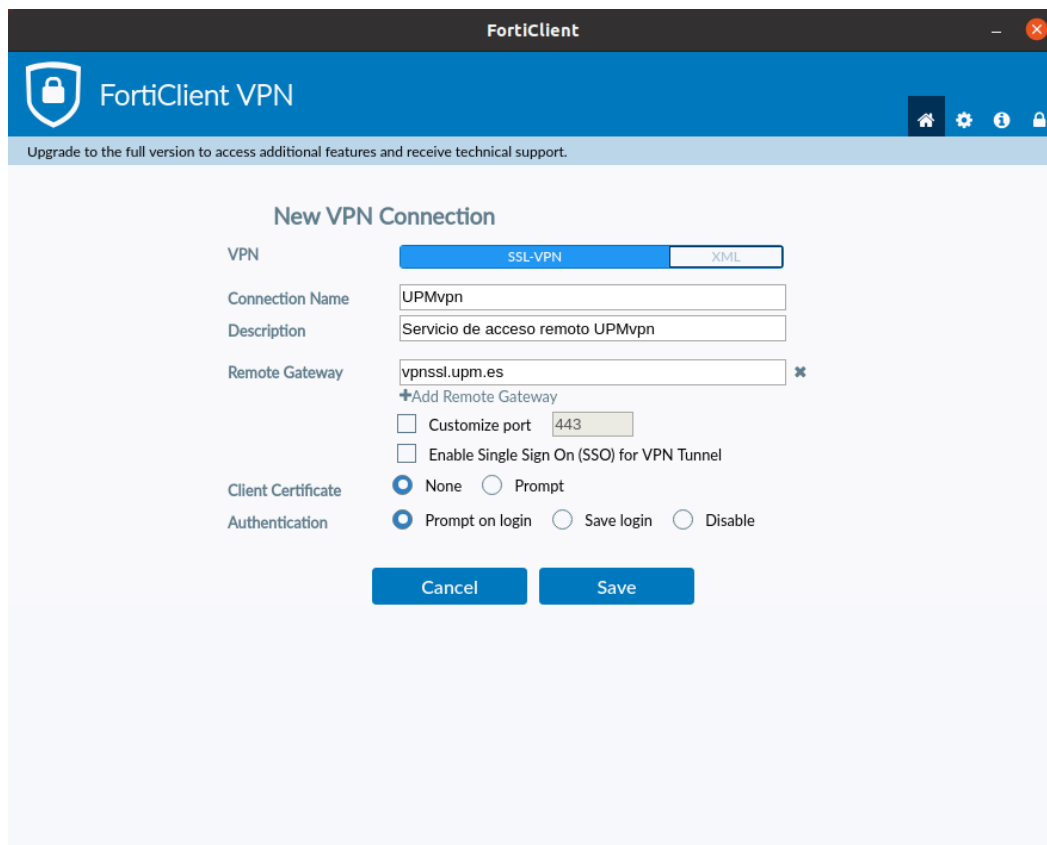 FortiClient
FortiClient VPN
Upgrade to the full version to access additional features and receive technical support.
New VPN Connection
VPN SSL-VPN XML
Connection Name UPMvpn
Description Servicio de acceso remoto UPMvpn
Remote Gateway vpnssl.upm.es
+Add Remote Gateway
Customize port 443
Enable Single Sign On (SSO) for VPN Tunnel
Client Certificate None Prompt
Authentication Prompt on login Save login Disable
Cancel Save